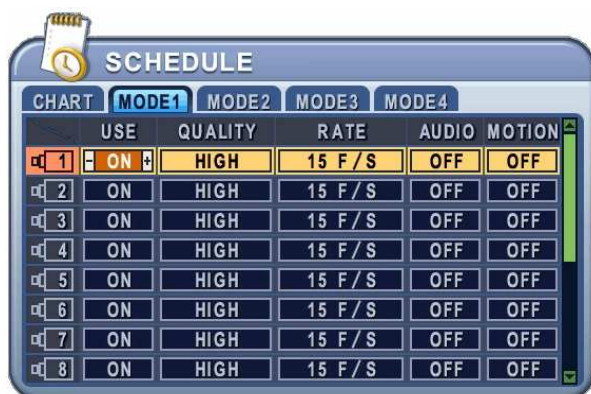 SCHEDULE
CHART MODE1 MODE2 MODE3 MODE4
USE QUALITY RATE AUDIO MOTION
1 - ON + HIGH 15 F/S OFF OFF
2 ON HIGH 15 F/S OFF OFF
3 ON HIGH 15 F/S OFF OFF
4 ON HIGH 15 F/S OFF OFF
5 ON HIGH 15 F/S OFF OFF
6 ON HIGH 15 F/S OFF OFF
7 ON HIGH 15 F/S OFF OFF
8 ON HIGH 15 F/S OFF OFF